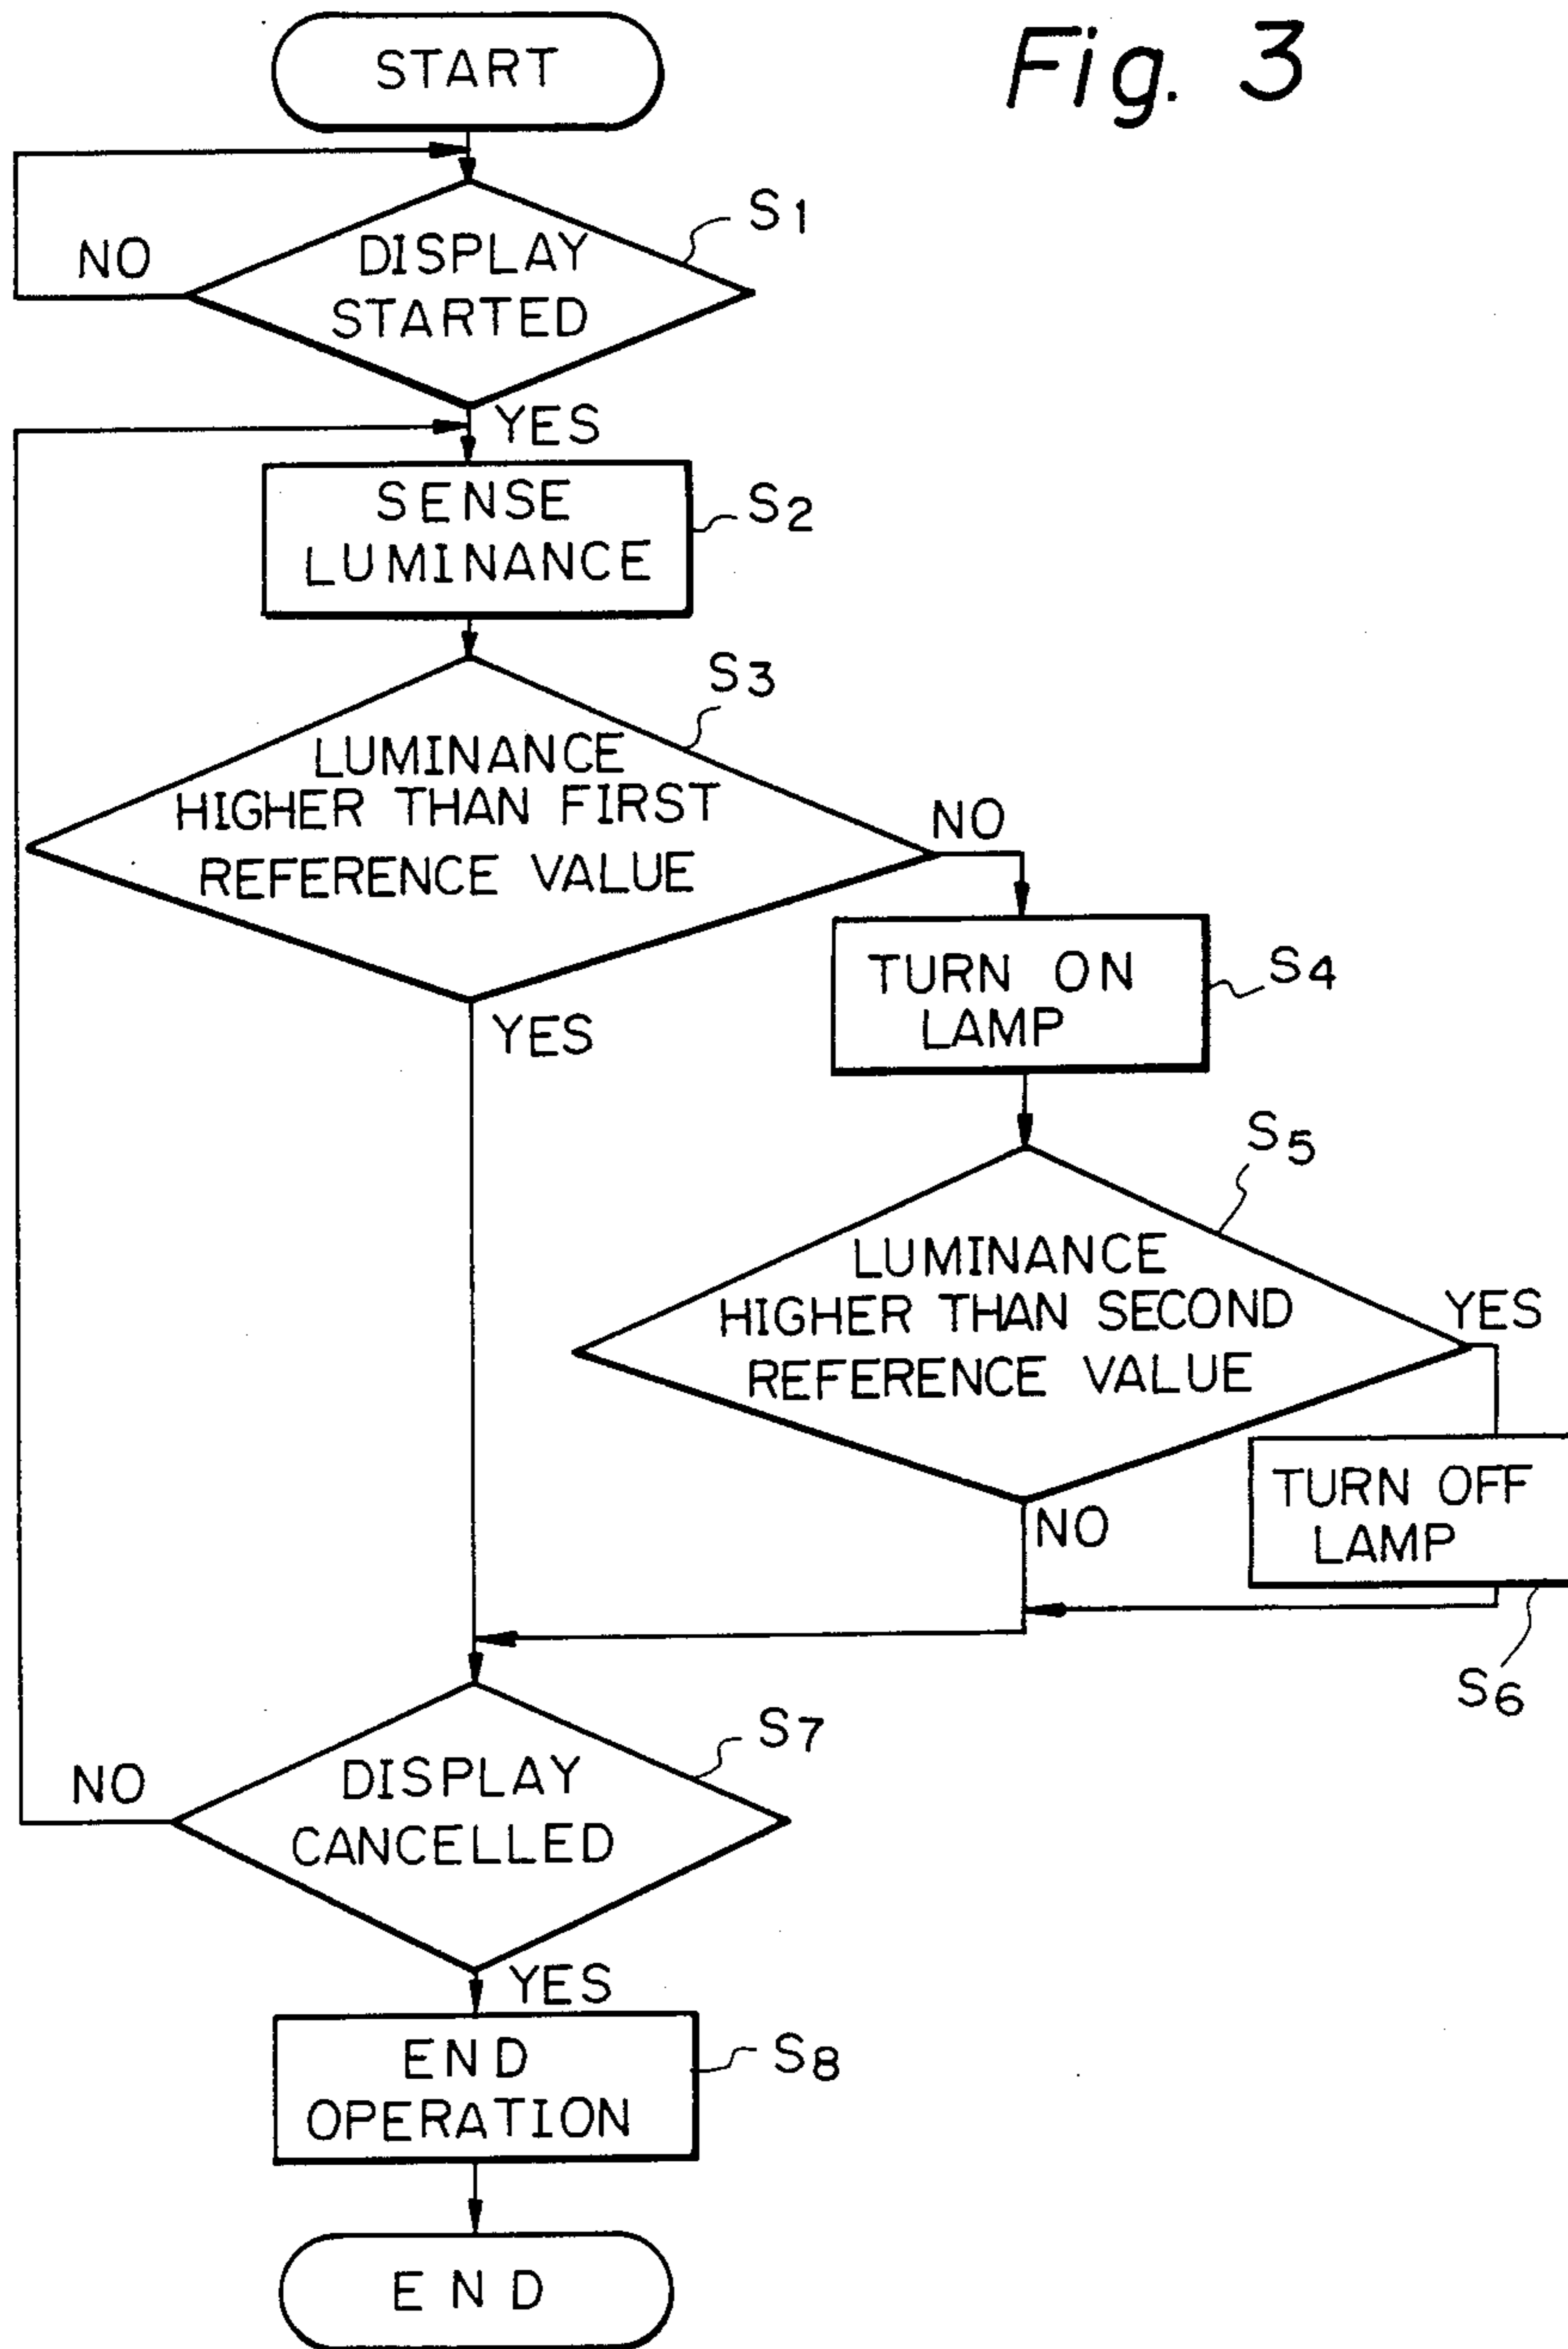 Fig. 3
START
S1
NO
DISPLAY
STARTED
YES
SENSE
LUMINANCE
S2
S3
LUMINANCE
HIGHER THAN FIRST
REFERENCE VALUE
NO
YES
TURN ON
LAMP
S4
S5
LUMINANCE
HIGHER THAN SECOND
REFERENCE VALUE
YES
NO
TURN OFF
LAMP
S6
S7
NO
DISPLAY
CANCELLED
YES
END
OPERATION
S8
END